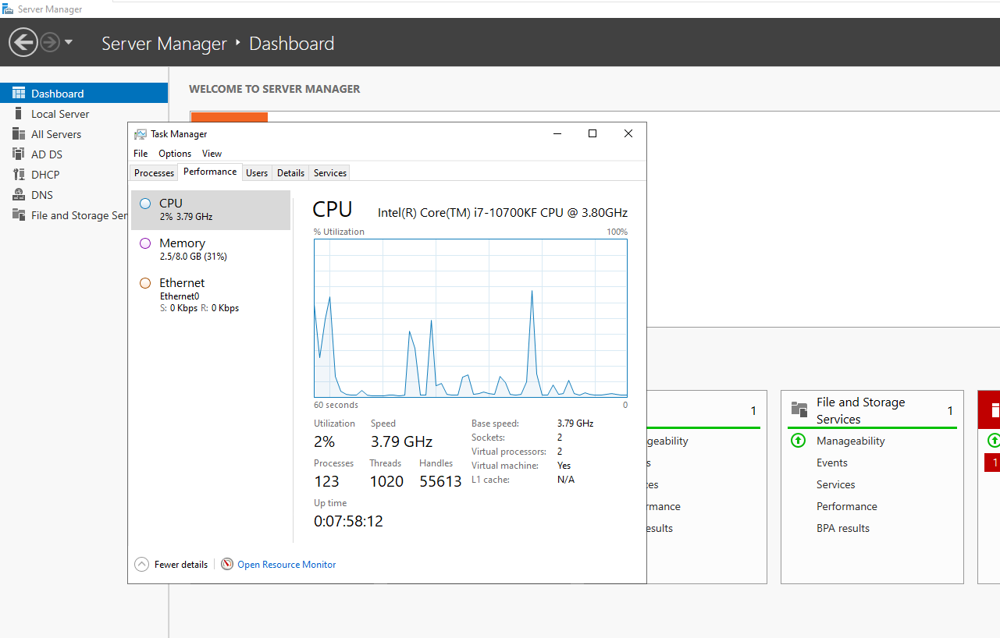 Server Manager
Server Manager Dashboard
Dashboard
Local Server
All Servers
AD DS
DHCP
DNS
File and Storage Ser
WELCOME TO SERVER MANAGER
Task Manager
File Options View
Processes Performance Users Details Services
CPU
2% 3.79 GHz
Memory
2.5/8.0 GB (31%)
Ethernet
Ethernet0
S: 0 Kbps R: 0 Kbps
CPU Intel(R) Core(TM) i7-10700KF CPU @ 3.80GHz
% Utilization 100%
60 seconds 0
Utilization Speed
2% 3.79 GHz
Processes Threads Handles
123 1020 55613
Up time
0:07:58:12
Base speed: 3.79 GHz
Sockets: 2
Virtual processors: 2
Virtual machine: Yes
L1 cache: N/A
Fewer details Open Resource Monitor
1
geability
s
ces
rmance
esults
File and Storage
Services
1
Manageability
Events
Services
Performance
BPA results
1